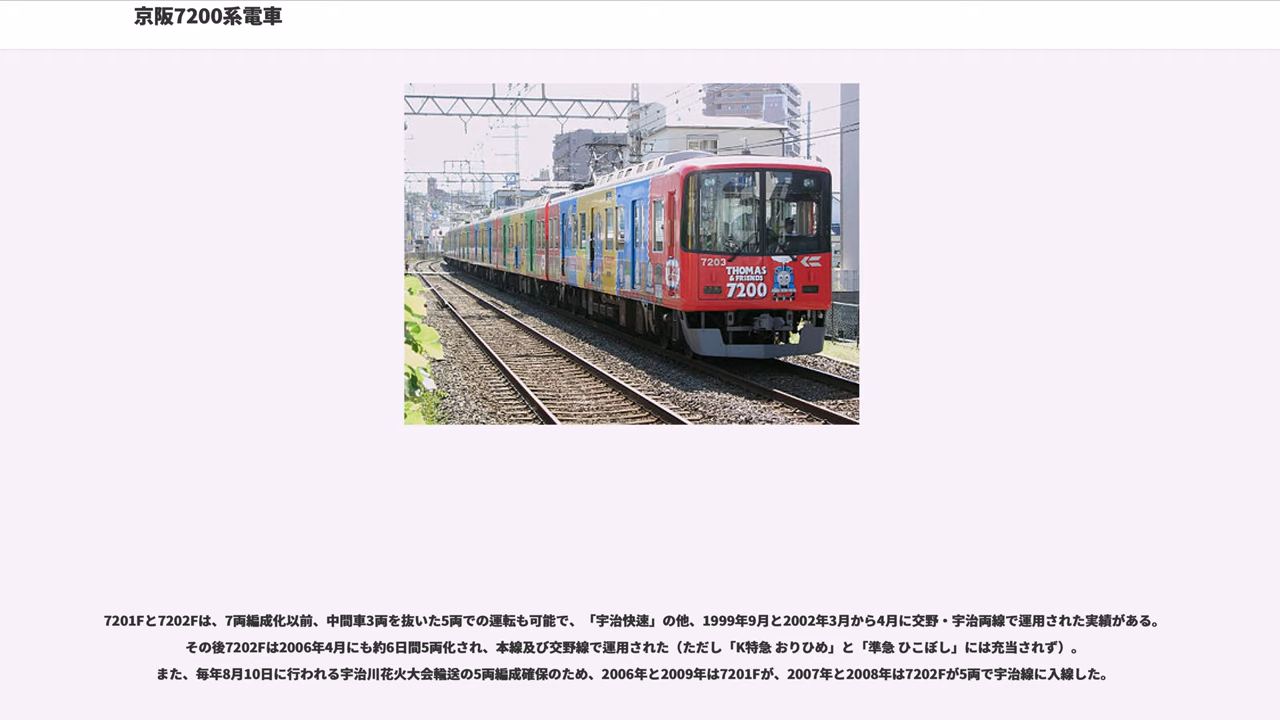 京阪7200系電車
7203
THOMAS
& FRIENDS
7200
7201Fと7202Fは、7両編成化以前、中間車3両を抜いた5両での運転も可能で、「宇治快速」の他、1999年9月と2002年3月から4月に交野・宇治両線で運用された実績がある。
その後7202Fは2006年4月にも約6日間5両化され、本線及び交野線で運用された（ただし「K特急 おりひめ」と「準急 ひこぼし」には充当されず）。
また、毎年8月10日に行われる宇治川花火大会輸送の5両編成確保のため、2006年と2009年は7201Fが、2007年と2008年は7202Fが5両で宇治線に入線した。